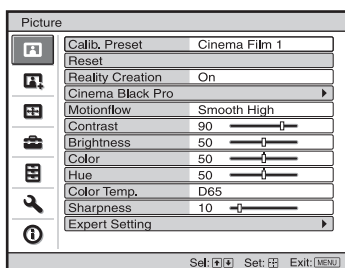 Picture
Calib. Preset Cinema Film 1
Reset
Reality Creation On
Cinema Black Pro
Motionflow Smooth High
Contrast 90
Brightness 50
Color 50
Hue 50
Color Temp. D65
Sharpness 10
Expert Setting
Sel: Set: Exit: MENU